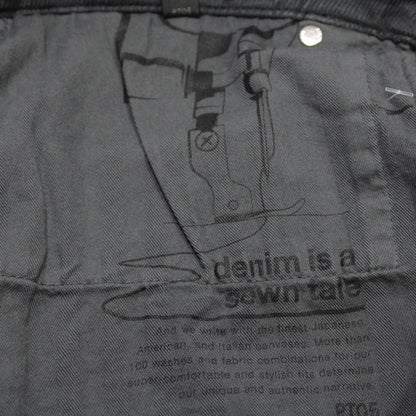 denim is a
sewn tale
And we write with the finest Japanese,
American, and Italian canvases. More than
100 washes and fabric combinations for our
super comfortable and stylish fits determine
our unique and authentic narrative.